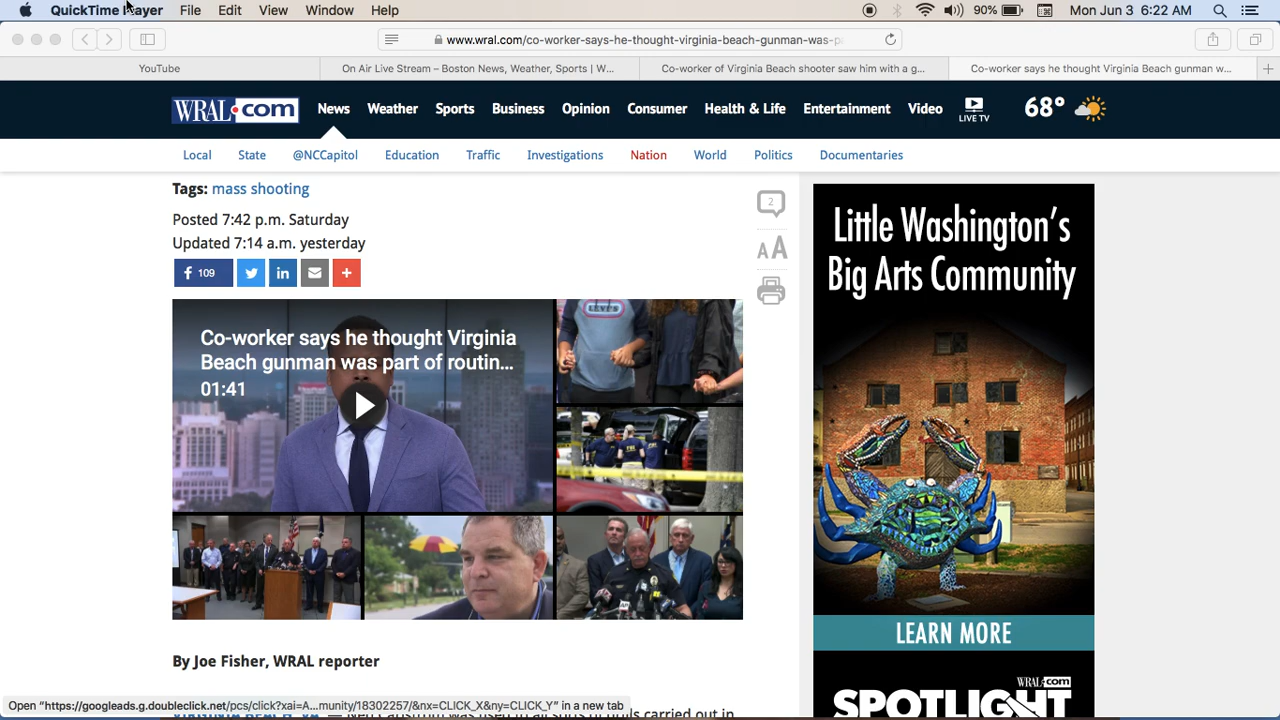 QuickTime Player File Edit View Window Help 90% Mon Jun 3 6:22 AM
www.wral.com/co-worker-says-he-thought-virginia-beach-gunman-was-p
YouTube
On Air Live Stream – Boston News, Weather, Sports | W...
Co-worker of Virginia Beach shooter saw him with a g...
Co-worker says he thought Virginia Beach gunman w...
WRAL.com News Weather Sports Business Opinion Consumer Health & Life Entertainment Video LIVE TV 68°
Local State @NCCapitol Education Traffic Investigations Nation World Politics Documentaries
Tags: mass shooting
Posted 7:42 p.m. Saturday
Updated 7:14 a.m. yesterday
f 109 in +
2
AA
Co-worker says he thought Virginia
Beach gunman was part of routin...
01:41
By Joe Fisher, WRAL reporter
Little Washington's
Big Arts Community
LEARN MORE
WRAL.com
SPOTLIGHT
Open "https://googleads.g.doubleclick.net/pcs/click?xai=A...munity/18302257/&nx=CLICK_X&ny=CLICK_Y" in a new tab